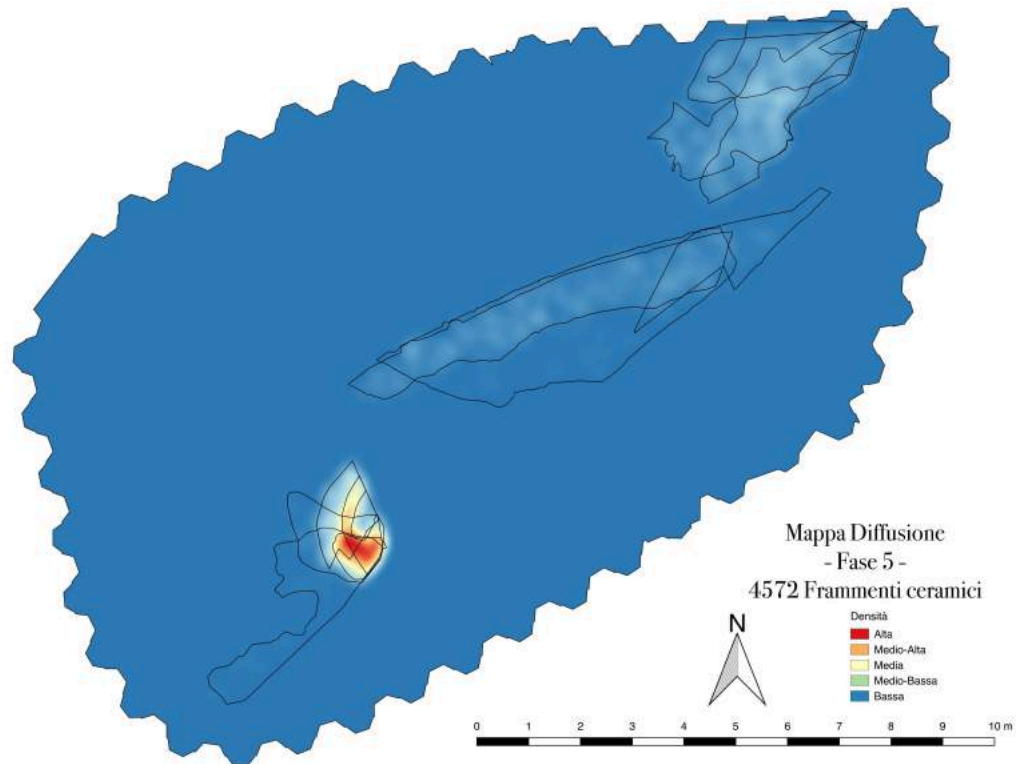 Mappa Diffusione
- Fase 5 -
4572 Frammenti ceramici
Densità
Alta
Medio-Alta
Media
Medio-Bassa
Bassa
N
0 1 2 3 4 5 6 7 8 9 10 m